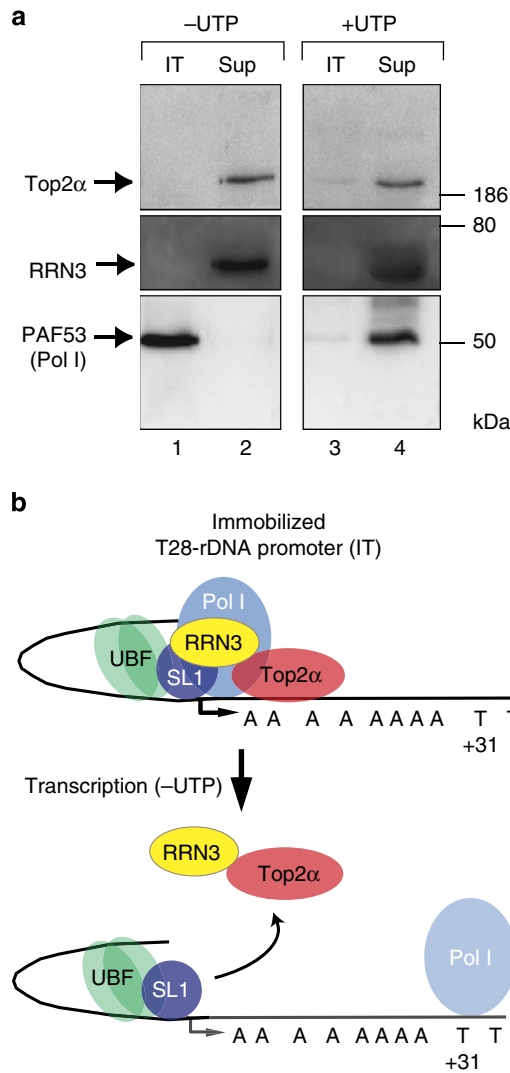 a
–UTP +UTP
IT Sup IT Sup
Top2α
186
80
RRN3
PAF53
(Pol I)
50
kDa
1 2 3 4
b
Immobilized
T28-rDNA promoter (IT)
Pol I
RRN3
UBF
SL1
Top2α
A A A A A A A A T T
+31
Transcription (–UTP)
RRN3
Top2α
UBF
SL1
Pol I
A A A A A A A A T T
+31